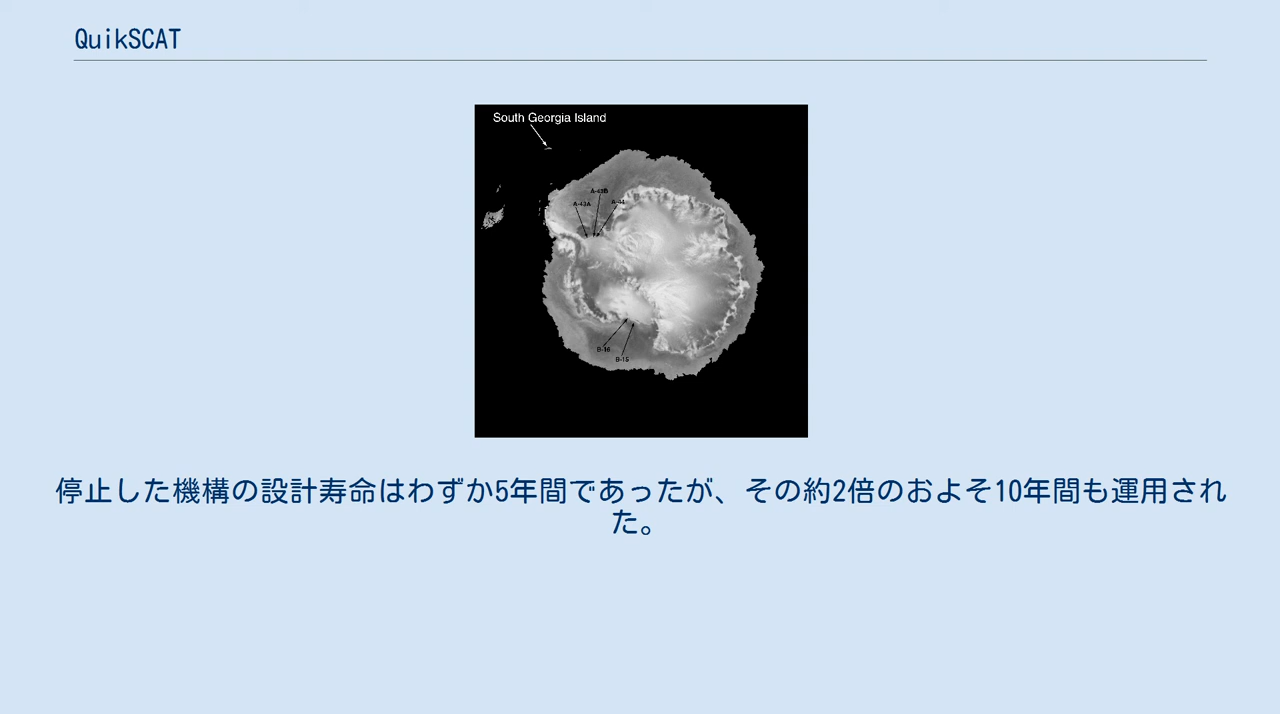 QuikSCAT
South Georgia Island
A-43B
A-43A
A-44
B-16
B-15
停止した機構の設計寿命はわずか5年間であったが、その約2倍のおよそ10年間も運用され
た。